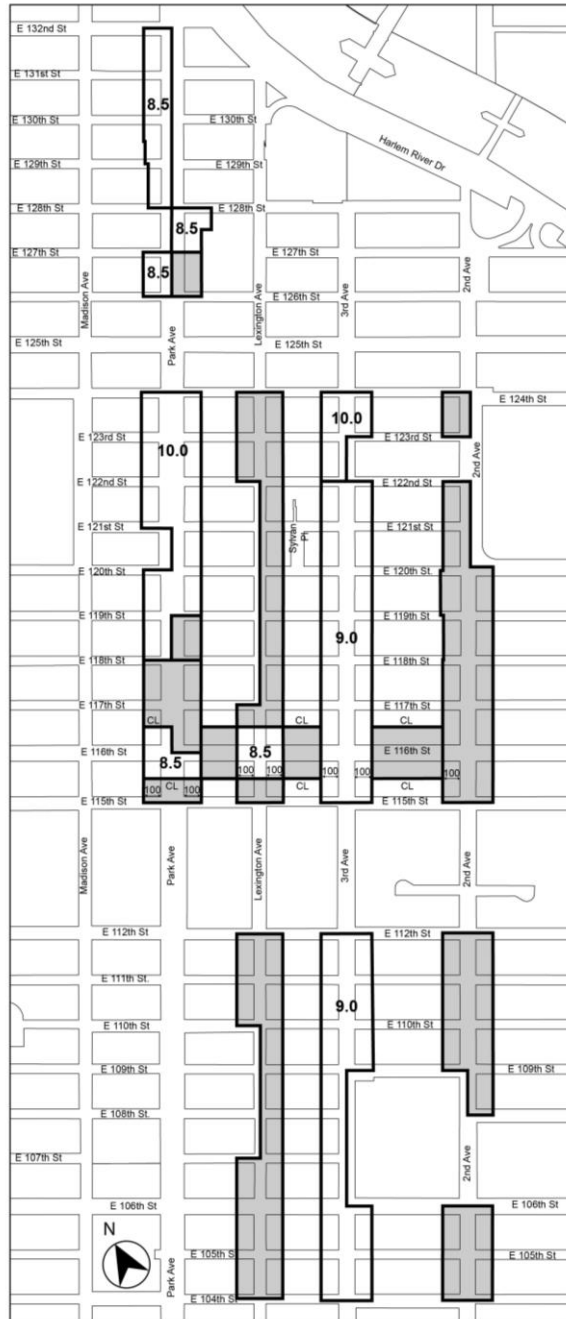 E 132nd St
E 131st St
8.5
E 130th St
E 130th St
Harlem River Dr
E 129th St
E 129th St
E 128th St
E 128th St
8.5
E 127th St
E 127th St
8.5
Madison Ave
Park Ave
Lexington Ave
3rd Ave
2nd Ave
E 126th St
E 125th St
E 125th St
E 124th St
10.0
E 123rd St
E 123rd St
10.0
2nd Ave
E 122nd St
E 122nd St
E 121st St
E 121st St
Sylvan Pl
E 120th St
E 120th St.
E 119th St
E 119th St
9.0
E 118th St
E 118th St
E 117th St
E 117th St
CL
CL
CL
E 116th St
8.5
8.5
E 116th St
100
100
100
100
100
CL
CL
CL
100
100
E 115th St
E 115th St
Madison Ave
Park Ave
Lexington Ave
3rd Ave
2nd Ave
E 112th St
E 112th St
E 111th St.
9.0
E 110th St
E 110th St
E 109th St
E 109th St
E 108th St.
E 107th St
2nd Ave
E 106th St
E 106th St
N
E 105th St
E 105th St
Park Ave
E 104th St